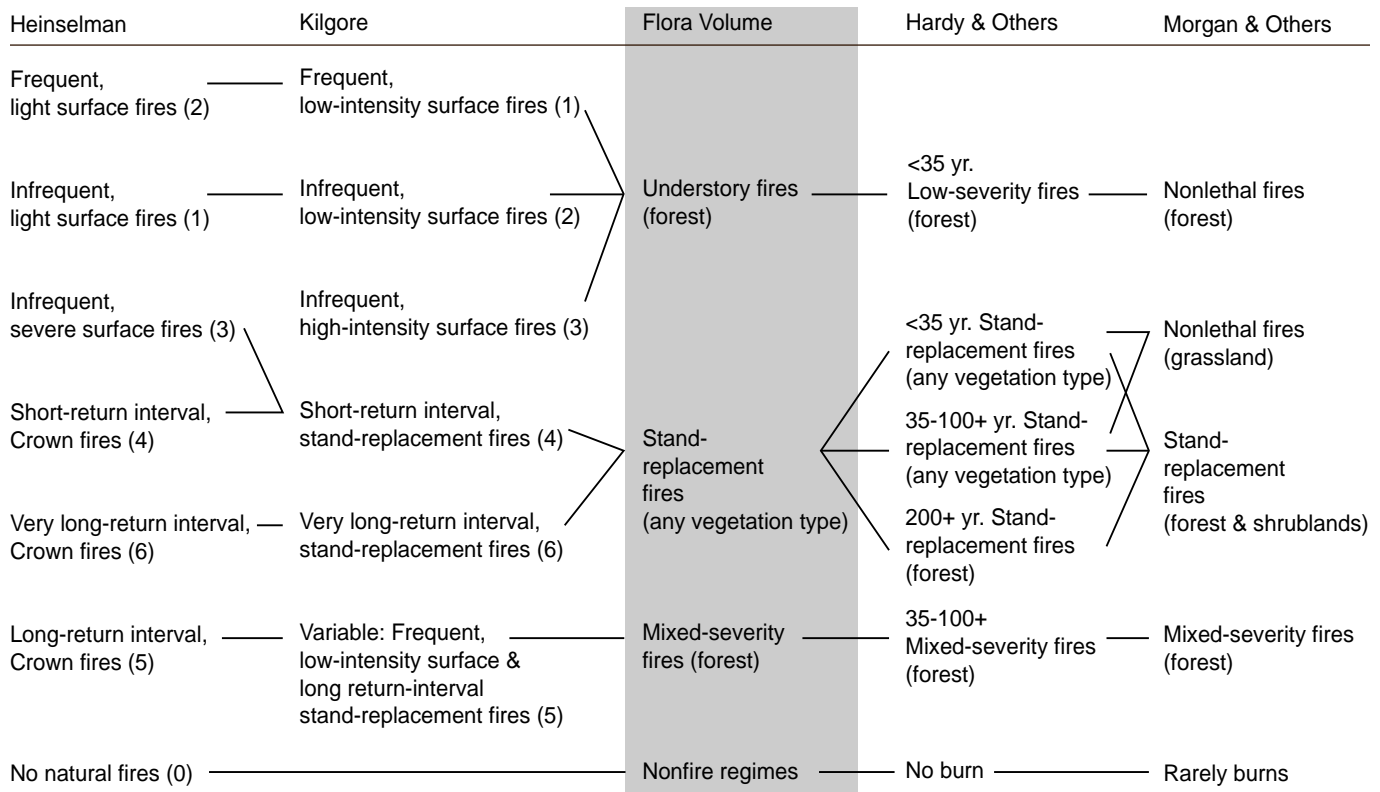 Heinselman
Kilgore
Flora Volume
Hardy & Others
Morgan & Others
Frequent,
light surface fires (2)
Frequent,
low-intensity surface fires (1)
Infrequent,
light surface fires (1)
Infrequent,
low-intensity surface fires (2)
Understory fires
(forest)
<35 yr.
Low-severity fires
(forest)
Nonlethal fires
(forest)
Infrequent,
severe surface fires (3)
Infrequent,
high-intensity surface fires (3)
<35 yr. Stand-
replacement fires
(any vegetation type)
Nonlethal fires
(grassland)
Short-return interval,
Crown fires (4)
Short-return interval,
stand-replacement fires (4)
Stand-
replacement
fires
(any vegetation type)
35-100+ yr. Stand-
replacement fires
(any vegetation type)
Stand-
replacement
fires
(forest & shrublands)
Very long-return interval,
Crown fires (6)
Very long-return interval,
stand-replacement fires (6)
200+ yr. Stand-
replacement fires
(forest)
Long-return interval,
Crown fires (5)
Variable: Frequent,
low-intensity surface &
long return-interval
stand-replacement fires (5)
Mixed-severity
fires (forest)
35-100+
Mixed-severity fires
(forest)
Mixed-severity fires
(forest)
No natural fires (0)
Nonfire regimes
No burn
Rarely burns